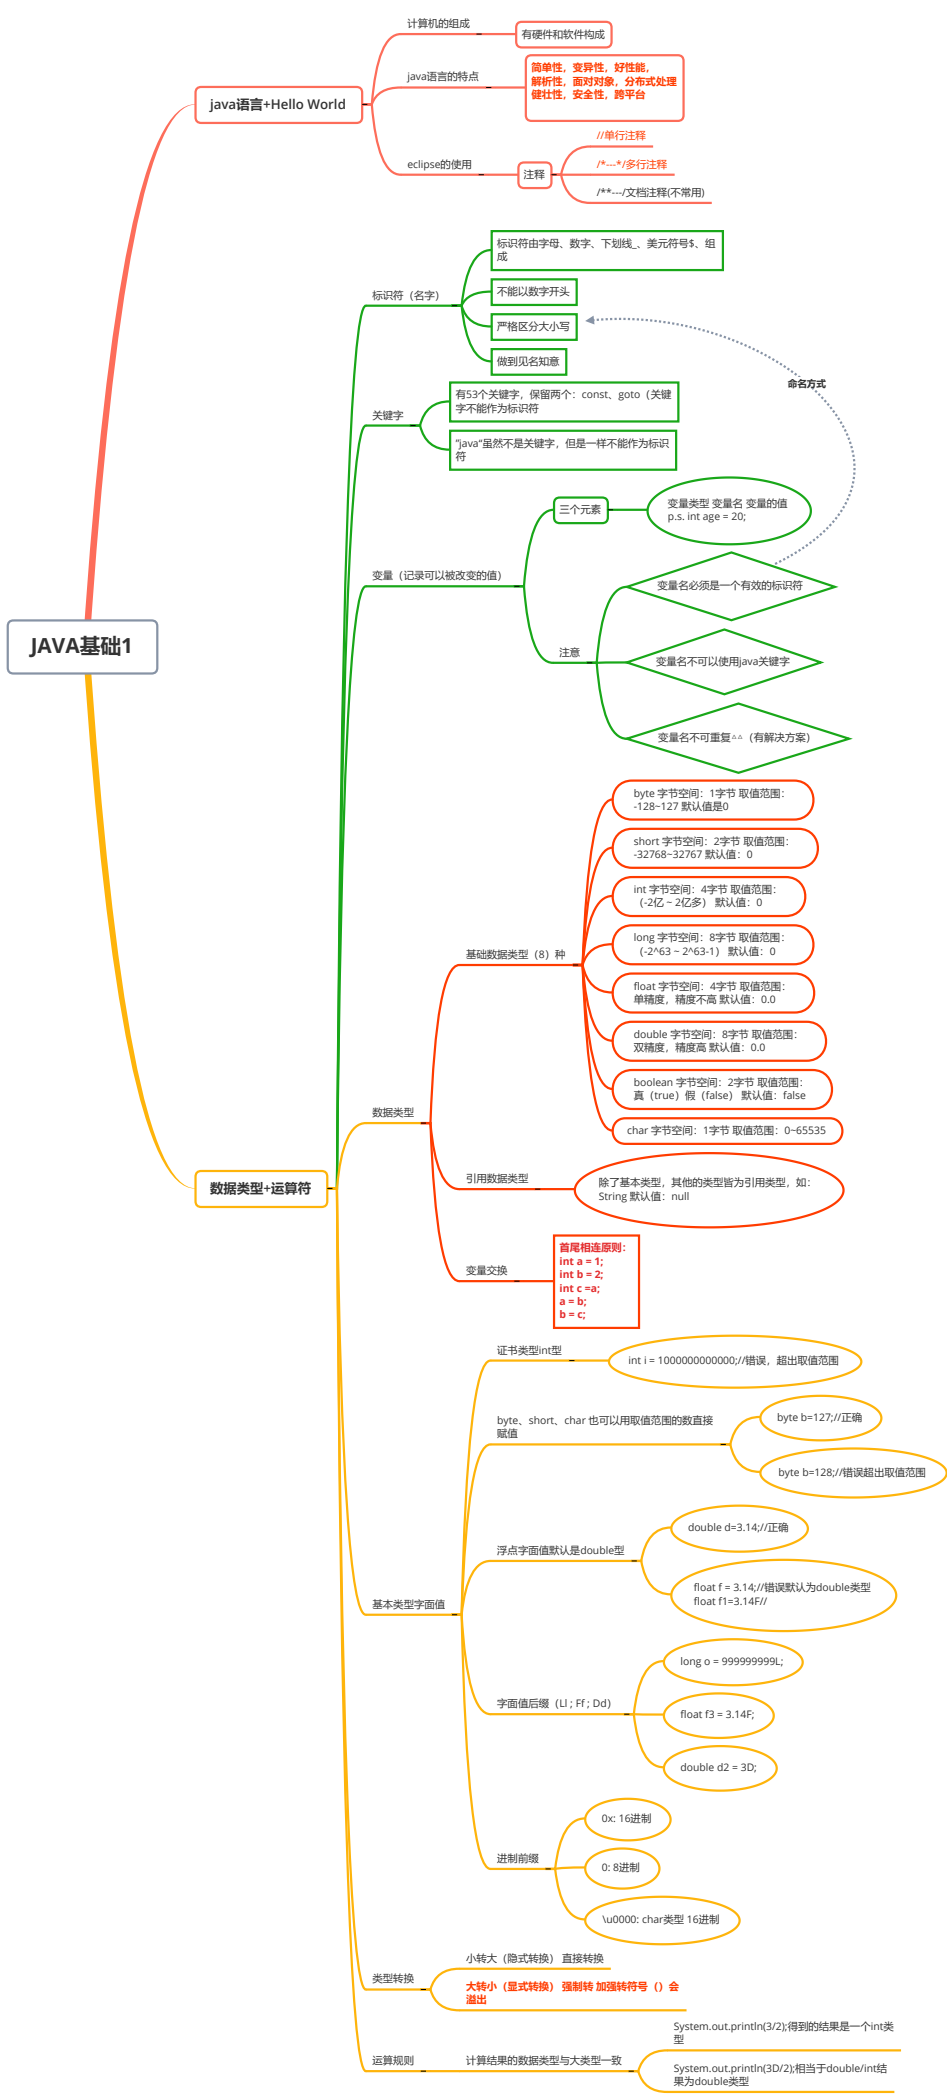 计算机的组成
有硬件和软件构成
java语言的特点
简单性，变异性，好性能，
解析性，面对对象，分布式处理
健壮性，安全性，跨平台
java语言+Hello World
//单行注释
eclipse的使用
注释
/*---*/多行注释
/**---/文档注释(不常用)
标识符由字母、数字、下划线_、美元符号$、组
成
标识符（名字）
不能以数字开头
严格区分大小写
做到见名知意
命名方式
关键字
有53个关键字，保留两个：const、goto（关键
字不能作为标识符
“java“虽然不是关键字，但是一样不能作为标识
符
变量（记录可以被改变的值）
三个元素
变量类型 变量名 变量的值
p.s. int age = 20;
变量名必须是一个有效的标识符
注意
变量名不可以使用java关键字
变量名不可重复▵▵（有解决方案）
JAVA基础1
byte 字节空间：1字节 取值范围：
-128~127 默认值是0
short 字节空间：2字节 取值范围：
-32768~32767 默认值：0
int 字节空间：4字节 取值范围：
（-2亿 ~ 2亿多） 默认值：0
基础数据类型（8）种
long 字节空间：8字节 取值范围：
（-2^63 ~ 2^63-1） 默认值：0
float 字节空间：4字节 取值范围：
单精度，精度不高 默认值：0.0
double 字节空间：8字节 取值范围：
双精度，精度高 默认值：0.0
boolean 字节空间：2字节 取值范围：
真（true）假（false） 默认值：false
char 字节空间：1字节 取值范围：0~65535
数据类型
引用数据类型
除了基本类型，其他的类型皆为引用类型，如：
String 默认值：null
数据类型+运算符
变量交换
首尾相连原则：
int a = 1;
int b = 2;
int c =a;
a = b;
b = c;
证书类型int型
int i = 1000000000000;//错误，超出取值范围
byte、short、char 也可以用取值范围的数直接
赋值
byte b=127;//正确
byte b=128;//错误超出取值范围
浮点字面值默认是double型
double d=3.14;//正确
float f = 3.14;//错误默认为double类型
float f1=3.14F//
基本类型字面值
字面值后缀（Ll ; Ff ; Dd）
long o = 999999999L;
float f3 = 3.14F;
double d2 = 3D;
进制前缀
0x: 16进制
0: 8进制
\u0000: char类型 16进制
类型转换
小转大（隐式转换） 直接转换
大转小（显式转换） 强制转 加强转符号（）会
溢出
运算规则
计算结果的数据类型与大类型一致
System.out.println(3/2);得到的结果是一个int类
型
System.out.println(3D/2);相当于double/int结
果为double类型